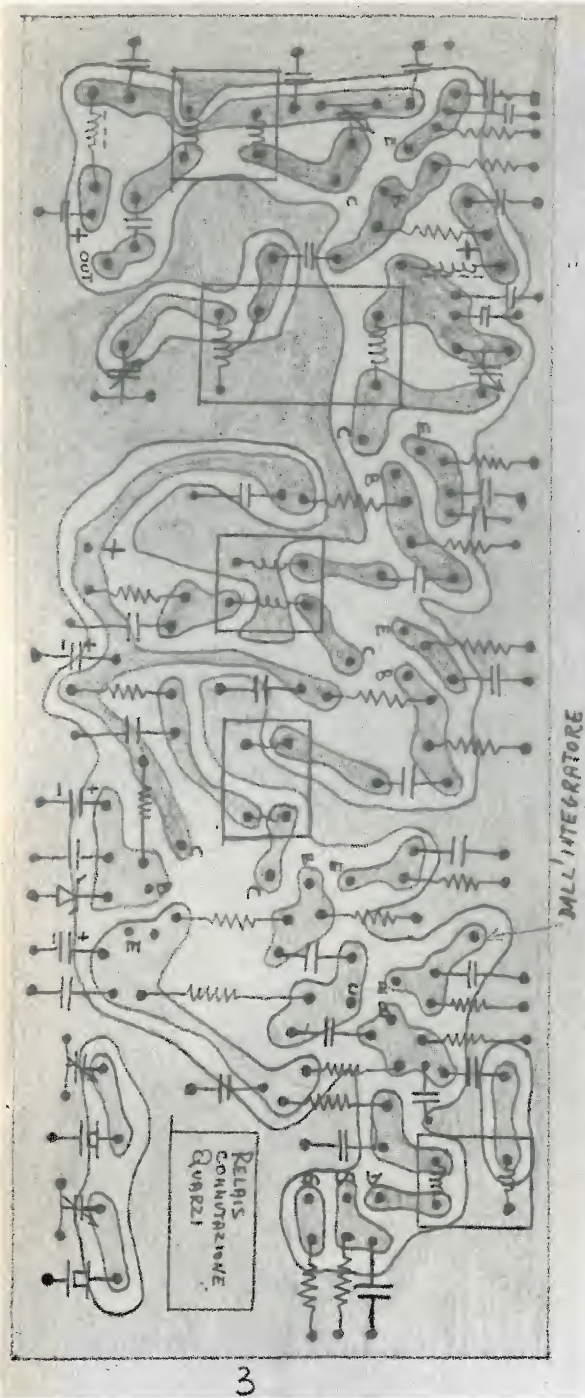 E
C
B
+
OUT
+
C
E
B
+
C
E
B
+
-
C
C
B
E
B
E
+
-
+
-
E
B
G
S
D
RELAIS
COMMUTAZIONE
QUARZI
DALL'INTEGRATORE
3